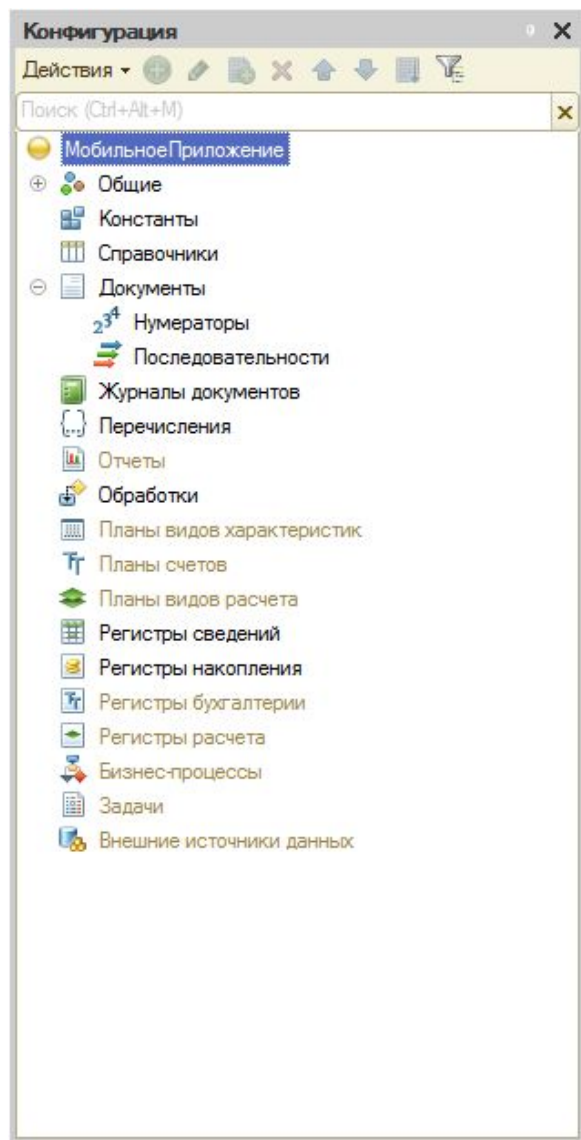 Конфигурация
Действия
Поиск (Ctrl+Alt+M)
МобильноеПриложение
Общие
Константы
Справочники
Документы
Нумераторы
Последовательности
Журналы документов
Перечисления
Отчеты
Обработки
Планы видов характеристик
Планы счетов
Планы видов расчета
Регистры сведений
Регистры накопления
Регистры бухгалтерии
Регистры расчета
Бизнес-процессы
Задачи
Внешние источники данных